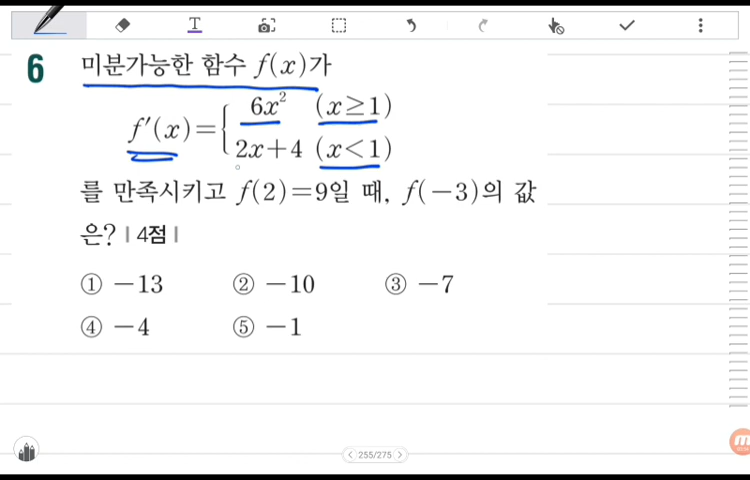 T
6 미분가능한 함수 f(x)가
f′(x)={ 6x² (x≥1)
2x+4 (x<1)
를 만족시키고 f(2)=9일 때, f(−3)의 값
은? | 4점 |
① −13 ② −10 ③ −7
④ −4 ⑤ −1
< 255/275 >